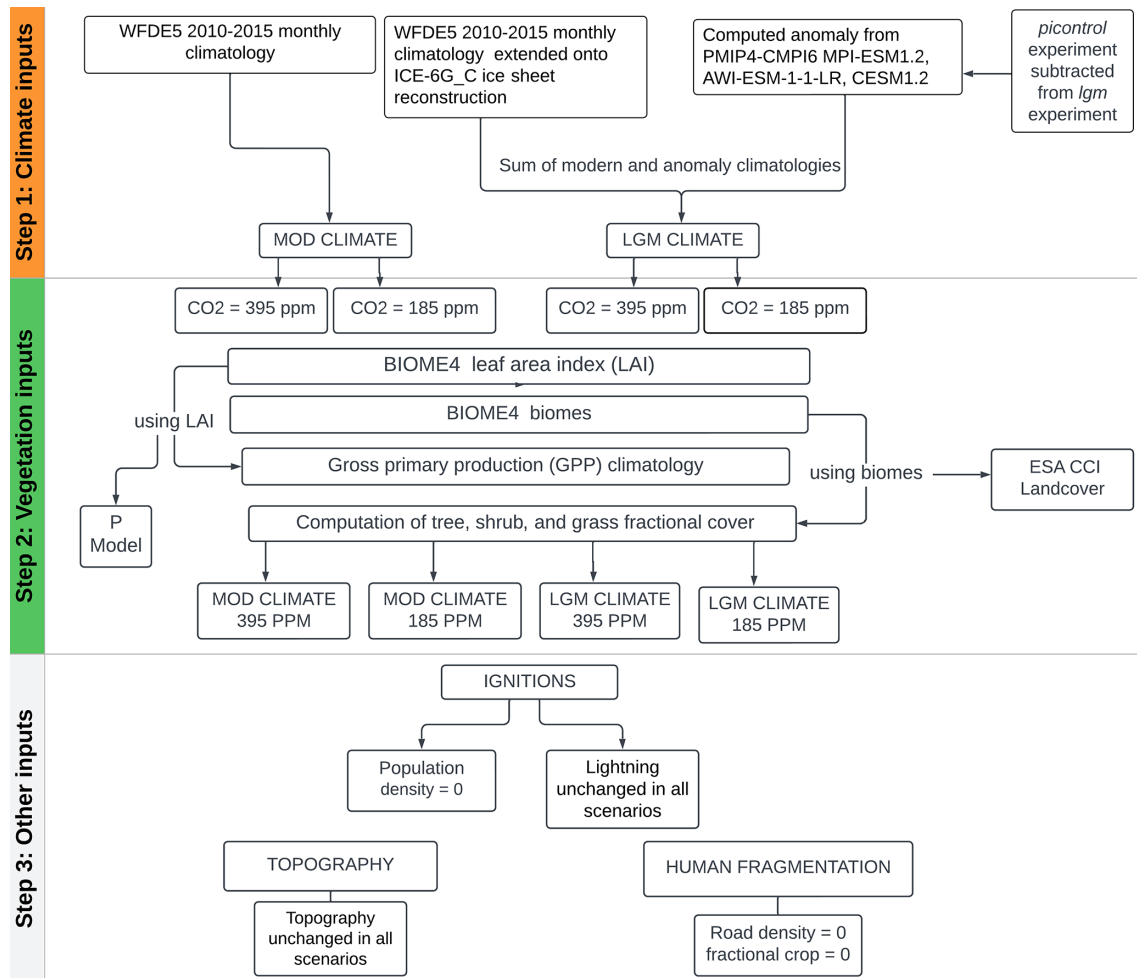 Step 1: Climate inputs
WFDE5 2010-2015 monthly
climatology
WFDE5 2010-2015 monthly
climatology extended onto
ICE-6G_C ice sheet
reconstruction
Computed anomaly from
PMIP4-CMPI6 MPI-ESM1.2,
AWI-ESM-1-1-LR, CESM1.2
picontrol
experiment
subtracted
from lgm
experiment
Sum of modern and anomaly climatologies
MOD CLIMATE
LGM CLIMATE
Step 2: Vegetation inputs
CO2 = 395 ppm
CO2 = 185 ppm
CO2 = 395 ppm
CO2 = 185 ppm
BIOME4 leaf area index (LAI)
using LAI
BIOME4 biomes
Gross primary production (GPP) climatology
using biomes
ESA CCI
Landcover
P
Model
Computation of tree, shrub, and grass fractional cover
MOD CLIMATE
395 PPM
MOD CLIMATE
185 PPM
LGM CLIMATE
395 PPM
LGM CLIMATE
185 PPM
Step 3: Other inputs
IGNITIONS
Population
density = 0
Lightning
unchanged in all
scenarios
TOPOGRAPHY
Topography
unchanged in all
scenarios
HUMAN FRAGMENTATION
Road density = 0
fractional crop = 0